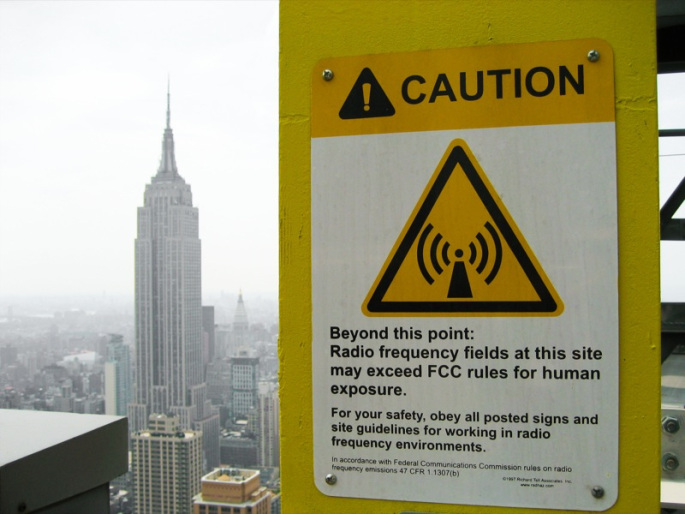 CAUTION
Beyond this point:
Radio frequency fields at this site
may exceed FCC rules for human
exposure.
For your safety, obey all posted signs and
site guidelines for working in radio
frequency environments.
In accordance with Federal Communications Commission rules on radio
frequency emissions 47 CFR 1.1307(b)
©1997 Richard Tell Associates, Inc.